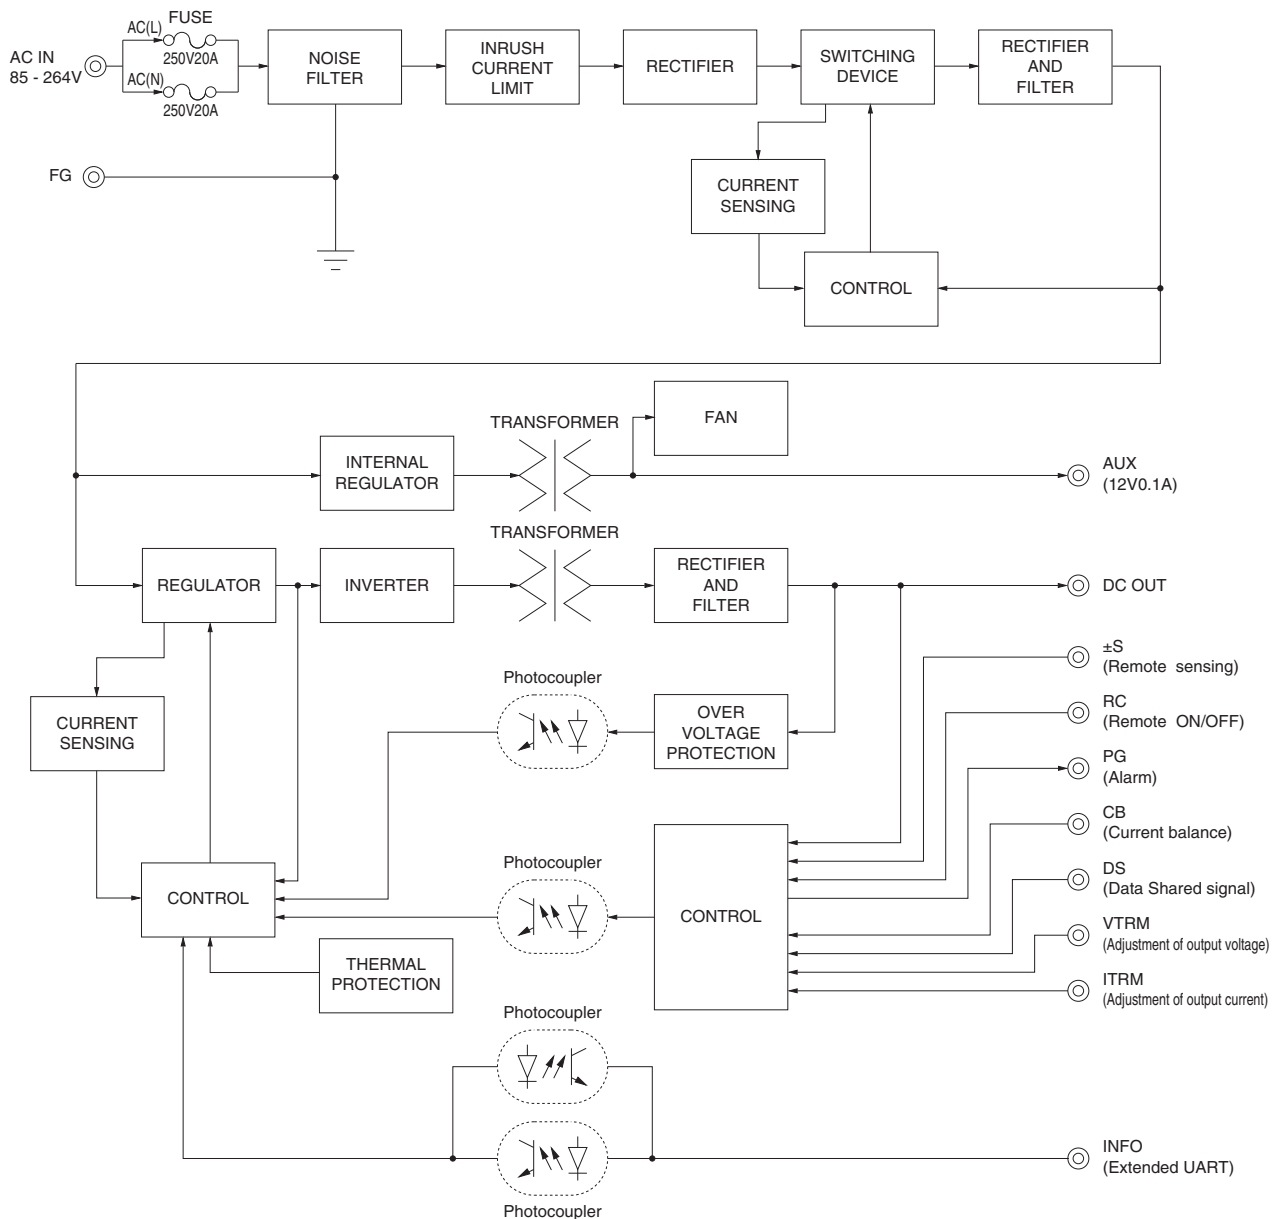 FUSE
AC(L)
250V20A
AC IN
85 - 264V
AC(N)
250V20A
NOISE
FILTER
INRUSH
CURRENT
LIMIT
RECTIFIER
SWITCHING
DEVICE
RECTIFIER
AND
FILTER
FG
CURRENT
SENSING
CONTROL
FAN
TRANSFORMER
INTERNAL
REGULATOR
AUX
(12V0.1A)
TRANSFORMER
REGULATOR
INVERTER
RECTIFIER
AND
FILTER
DC OUT
±S
(Remote sensing)
Photocoupler
CURRENT
SENSING
OVER
VOLTAGE
PROTECTION
RC
(Remote ON/OFF)
PG
(Alarm)
CB
(Current balance)
Photocoupler
CONTROL
CONTROL
DS
(Data Shared signal)
VTRM
(Adjustment of output voltage)
THERMAL
PROTECTION
ITRM
(Adjustment of output current)
Photocoupler
INFO
(Extended UART)
Photocoupler